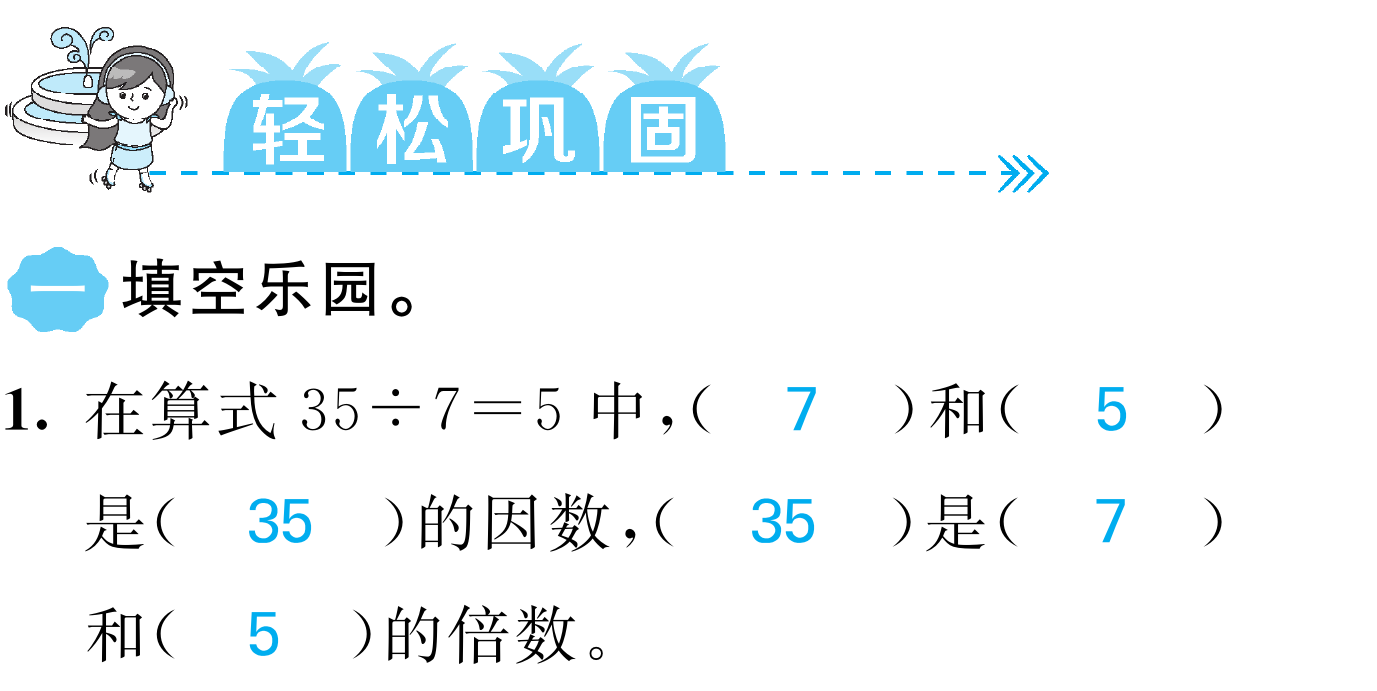 轻松巩固
一 填空乐园。
1. 在算式 35÷7=5 中,( 7 )和( 5 )
是( 35 )的因数,( 35 )是( 7 )
和( 5 )的倍数。